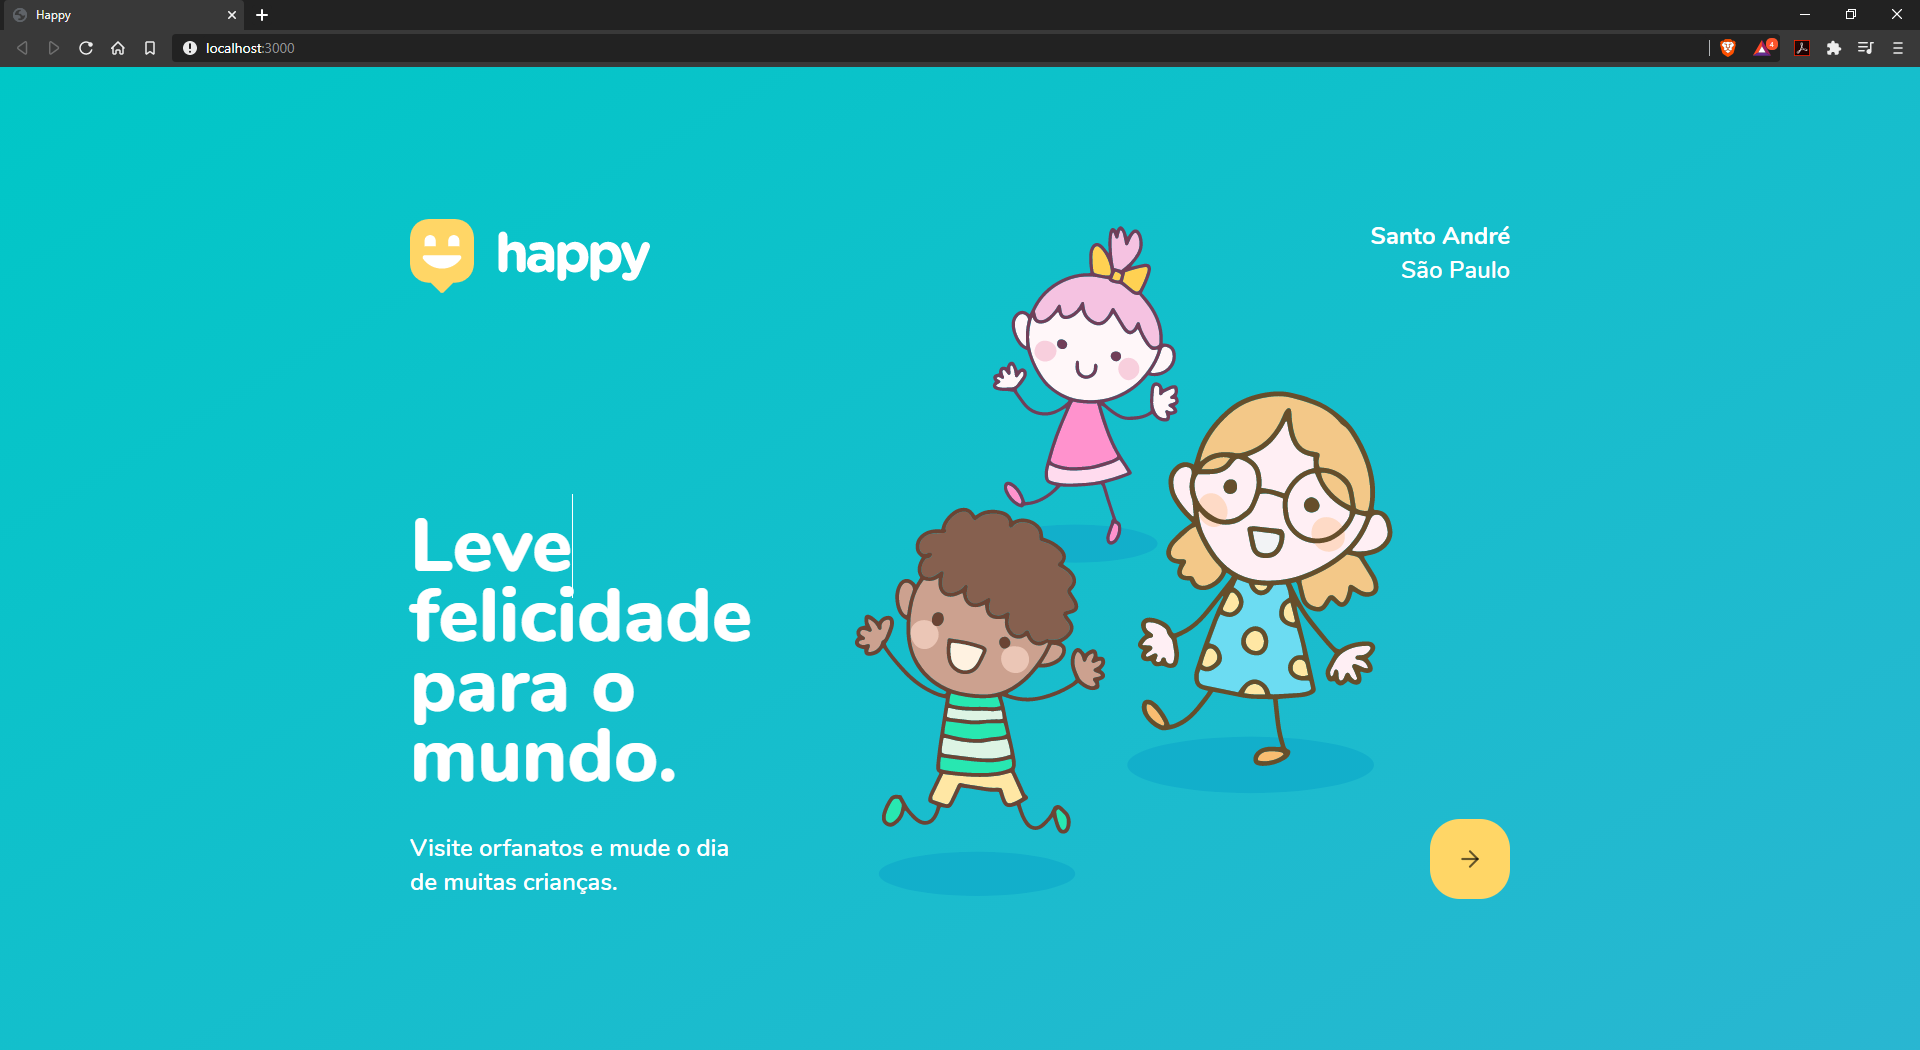 Happy
localhost:3000
4
happy
Santo André
São Paulo
Leve
felicidade
para o
mundo.
Visite orfanatos e mude o dia
de muitas crianças.